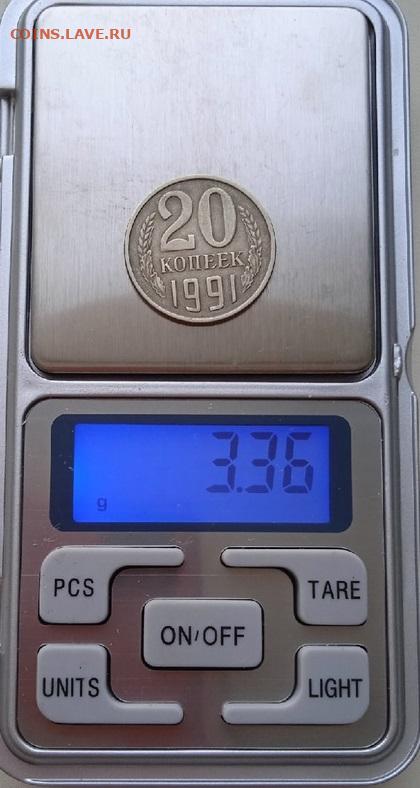 COINS.LAVE.RU
20
КОПЕЕК
1991
3.36
g
PCS
TARE
ON/OFF
UNITS
LIGHT